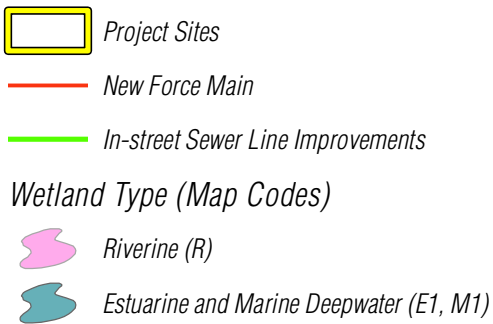 Project Sites
New Force Main
In-street Sewer Line Improvements
Wetland Type (Map Codes)
Riverine (R)
Estuarine and Marine Deepwater (E1, M1)